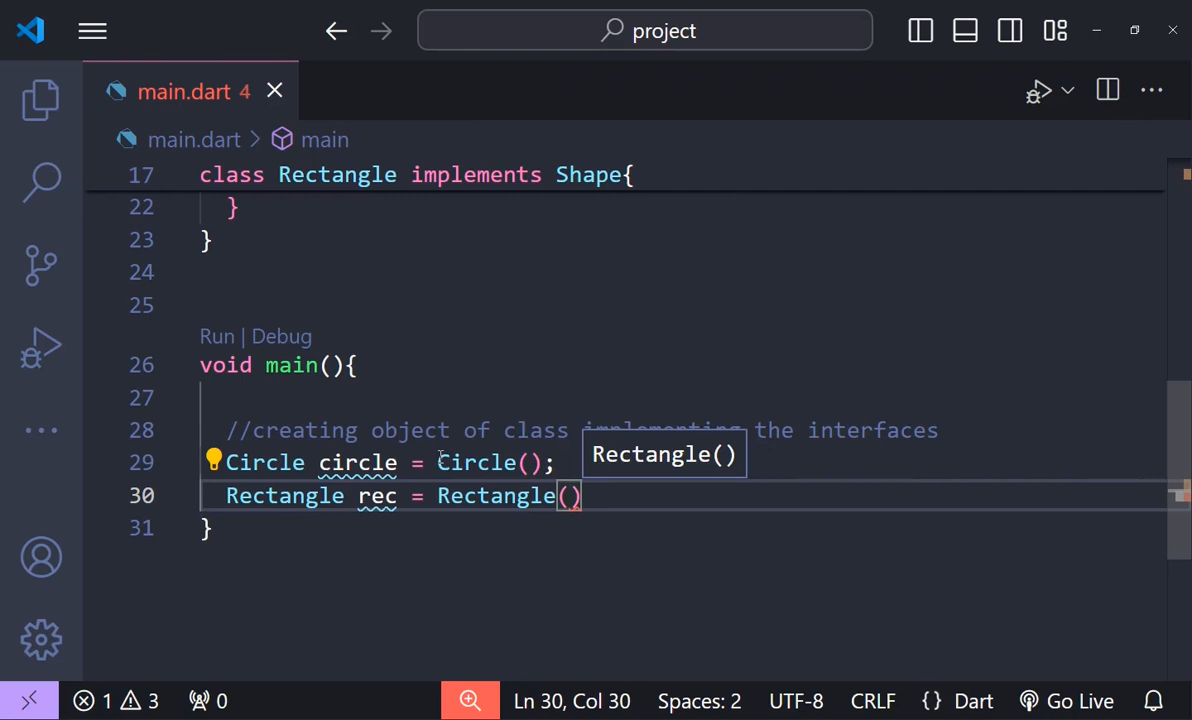 project
main.dart 4
main.dart > main
17 class Rectangle implements Shape{
22 }
23 }
24
25
Run | Debug
26 void main(){
27
28 //creating object of class implementing the interfaces
29 Circle circle = Circle();
Rectangle()
30 Rectangle rec = Rectangle()
31 }
1 3 0 Ln 30, Col 30 Spaces: 2 UTF-8 CRLF {} Dart Go Live